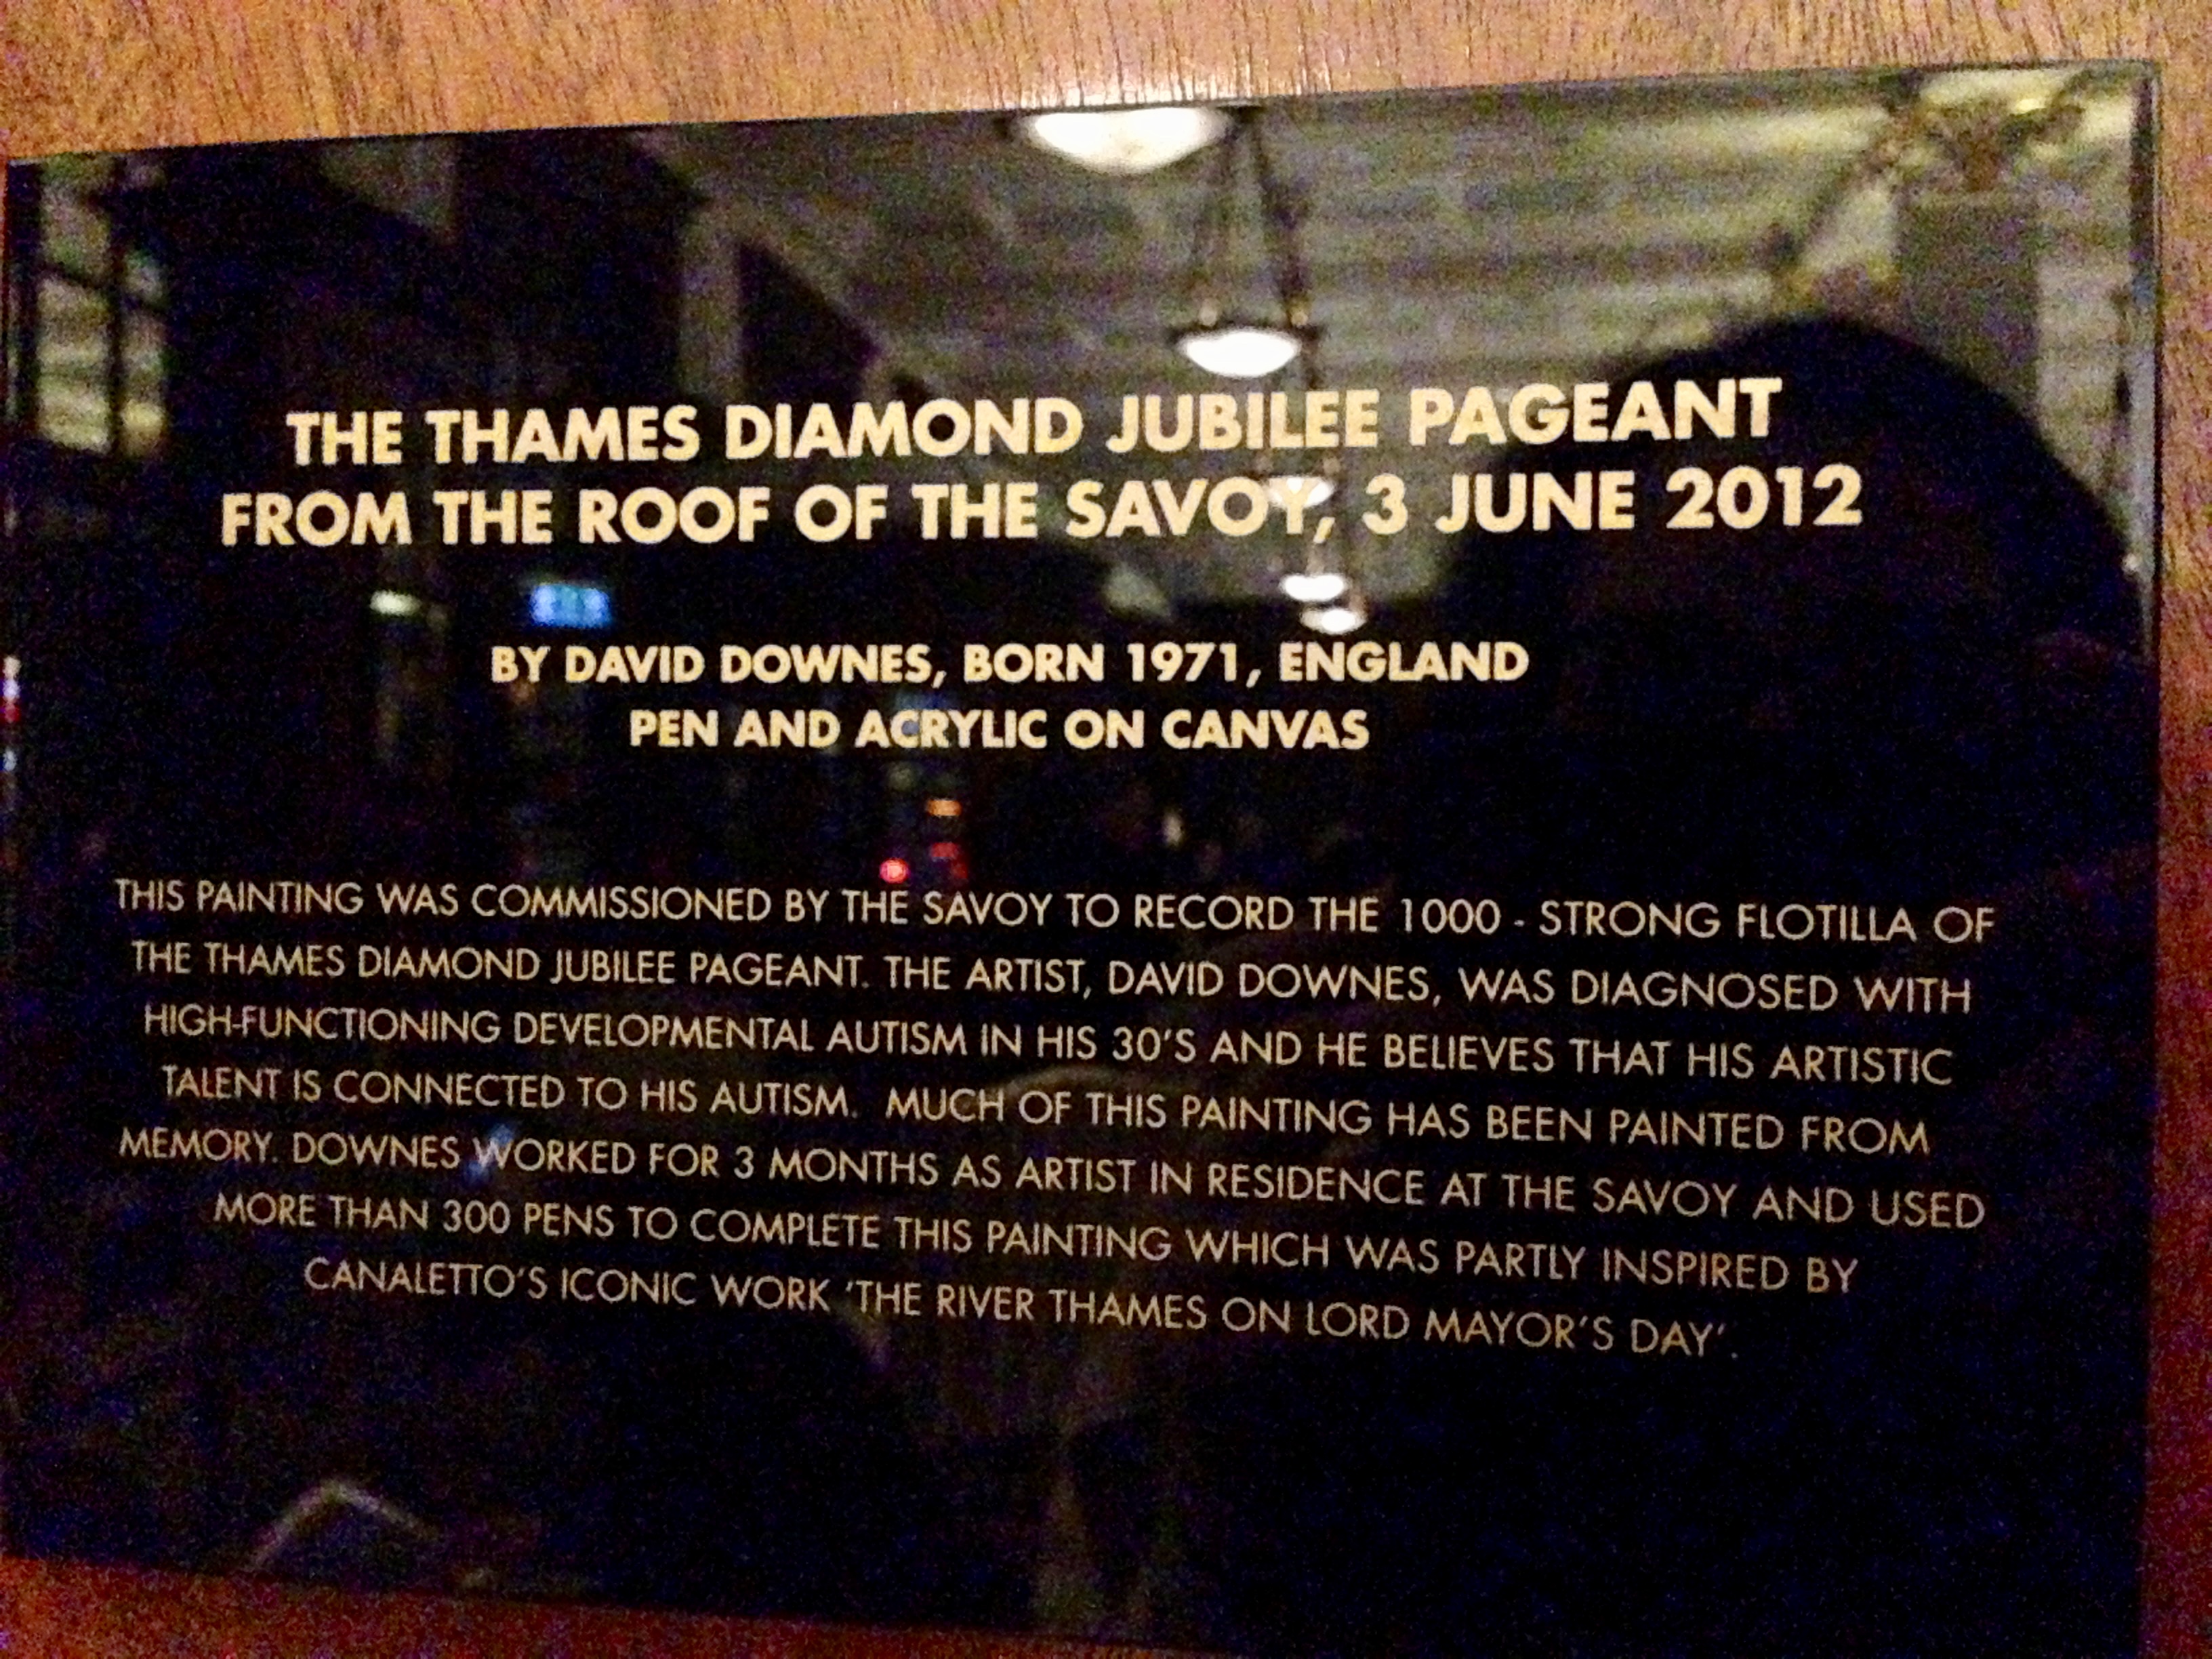 THE THAMES DIAMOND JUBILEE PAGEANT
FROM THE ROOF OF THE SAVOY, 3 JUNE 2012
BY DAVID DOWNES, BORN 1971, ENGLAND
PEN AND ACRYLIC ON CANVAS
THIS PAINTING WAS COMMISSIONED BY THE SAVOY TO RECORD THE 1000 - STRONG FLOTILLA OF
THE THAMES DIAMOND JUBILEE PAGEANT. THE ARTIST, DAVID DOWNES, WAS DIAGNOSED WITH
HIGH-FUNCTIONING DEVELOPMENTAL AUTISM IN HIS 30'S AND HE BELIEVES THAT HIS ARTISTIC
TALENT IS CONNECTED TO HIS AUTISM. MUCH OF THIS PAINTING HAS BEEN PAINTED FROM
MEMORY. DOWNES WORKED FOR 3 MONTHS AS ARTIST IN RESIDENCE AT THE SAVOY AND USED
MORE THAN 300 PENS TO COMPLETE THIS PAINTING WHICH WAS PARTLY INSPIRED BY
CANALETTO'S ICONIC WORK 'THE RIVER THAMES ON LORD MAYOR'S DAY'.